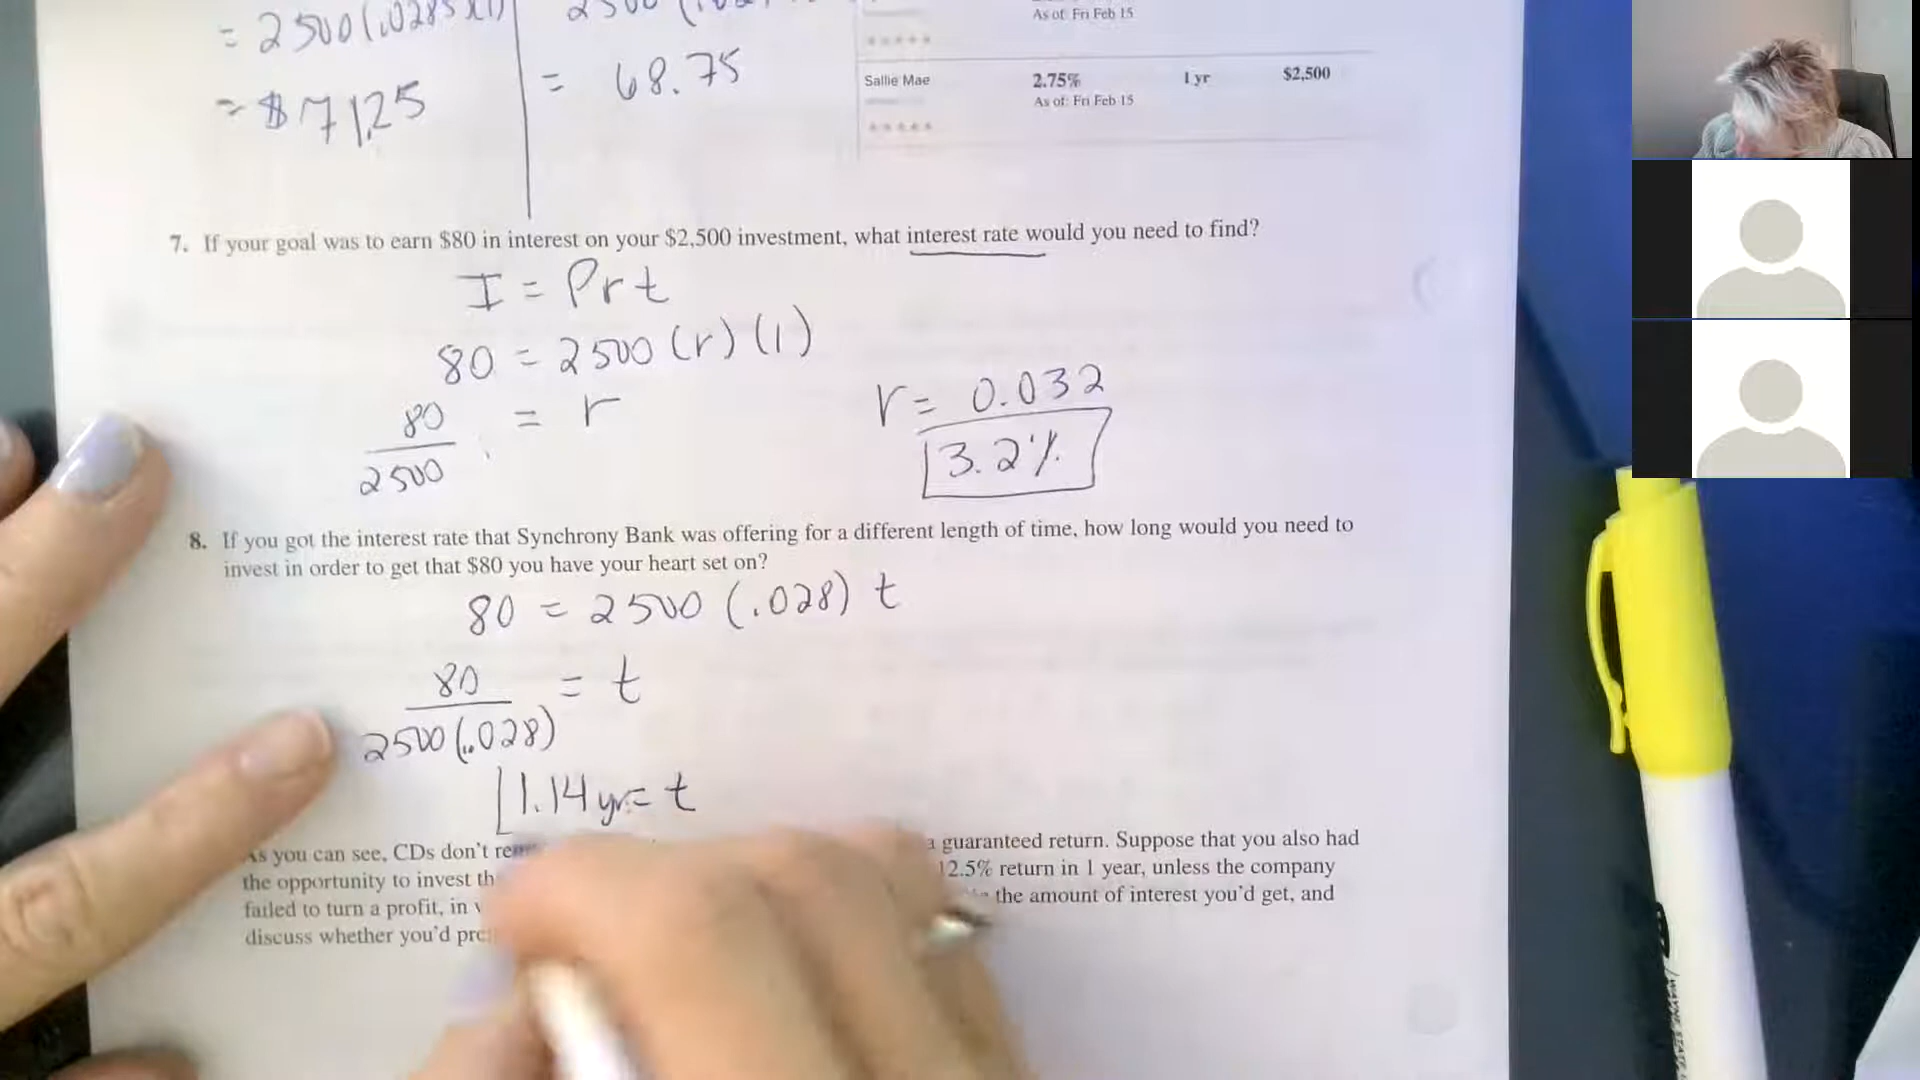 = 2500(.0285)(1)
2500
= $71.25
= 68.75
As of: Fri Feb 15
Sallie Mae 2.75% 1 yr $2,500
As of: Fri Feb 15
7. If your goal was to earn $80 in interest on your $2,500 investment, what interest rate would you need to find?
I = Prt
80 = 2500 (r) (1)
80
2500
= r
r = 0.032
3.2%
8. If you got the interest rate that Synchrony Bank was offering for a different length of time, how long would you need to
invest in order to get that $80 you have your heart set on?
80 = 2500 (.028) t
80
2500(.028)
= t
1.14 yr = t
As you can see, CDs don't a guaranteed return. Suppose that you also had
the opportunity to invest 12.5% return in 1 year, unless the company
failed to turn a profit, in the amount of interest you'd get, and
discuss whether you'd